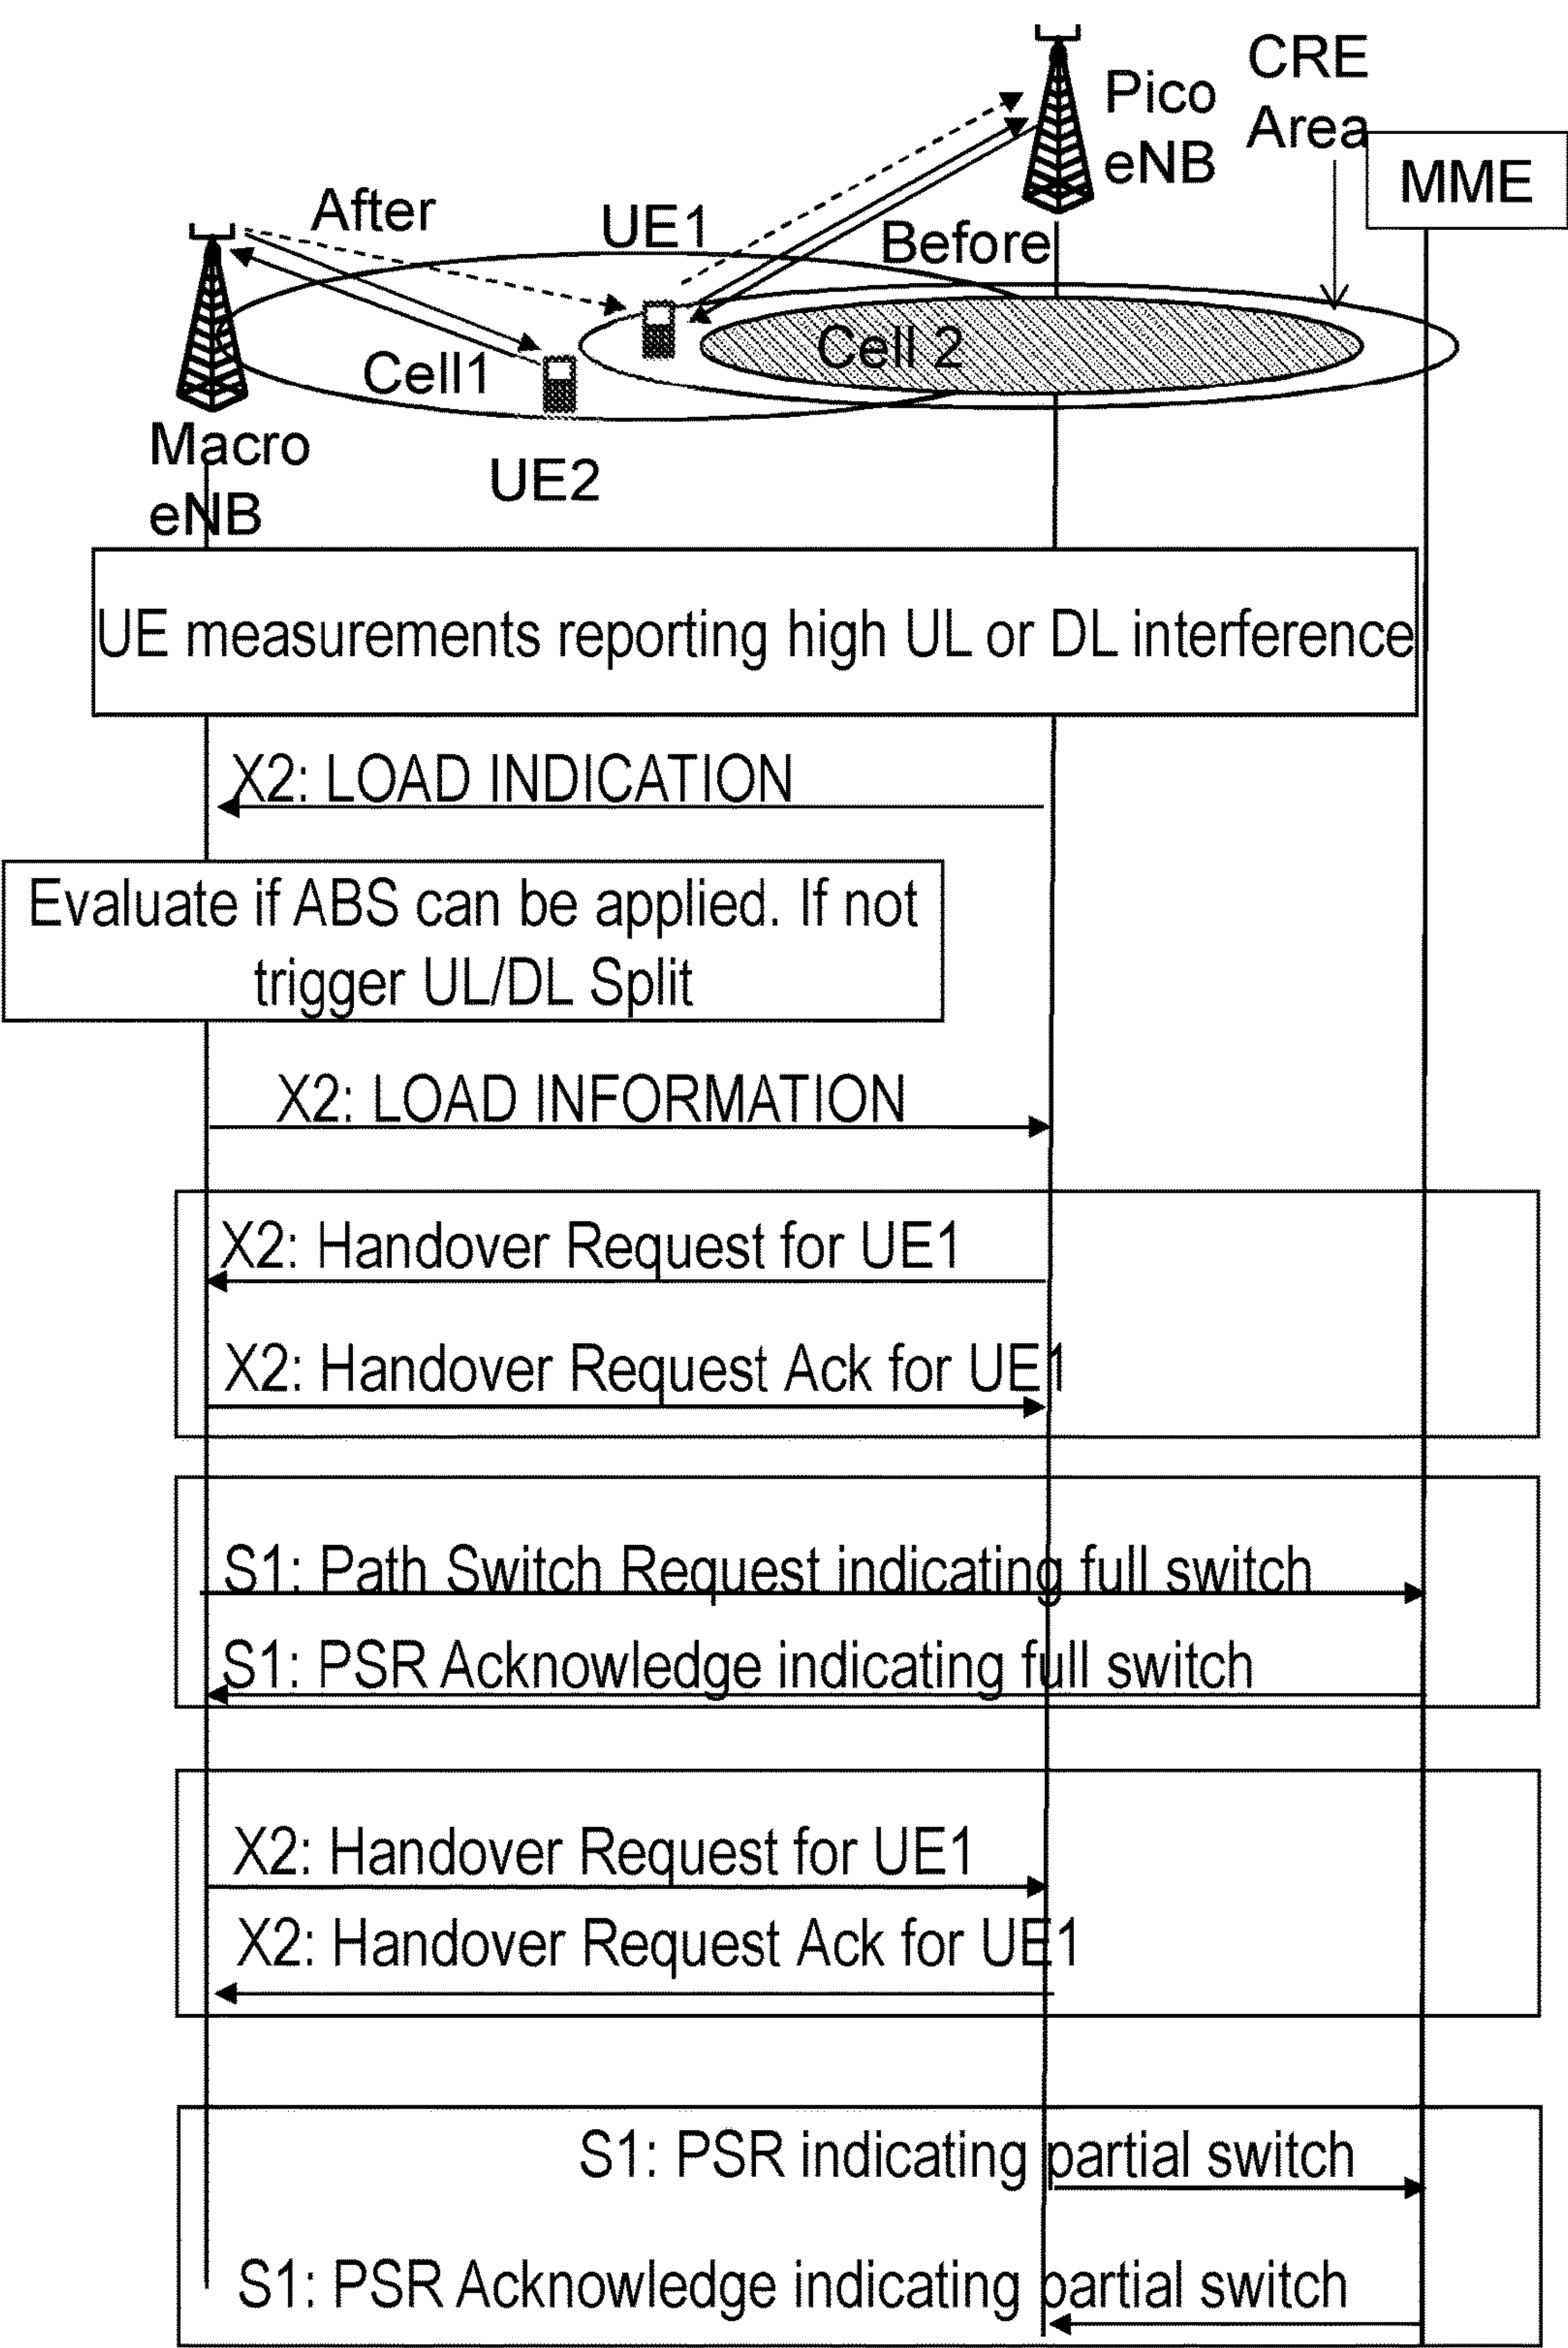 CRE
Area
Pico
eNB
MME
After
UE1
Before
Cell1
Cell 2
Macro
eNB
UE2
UE measurements reporting high UL or DL interference
X2: LOAD INDICATION
Evaluate if ABS can be applied. If not
trigger UL/DL Split
X2: LOAD INFORMATION
X2: Handover Request for UE1
X2: Handover Request Ack for UE1
S1: Path Switch Request indicating full switch
S1: PSR Acknowledge indicating full switch
X2: Handover Request for UE1
X2: Handover Request Ack for UE1
S1: PSR indicating partial switch
S1: PSR Acknowledge indicating partial switch